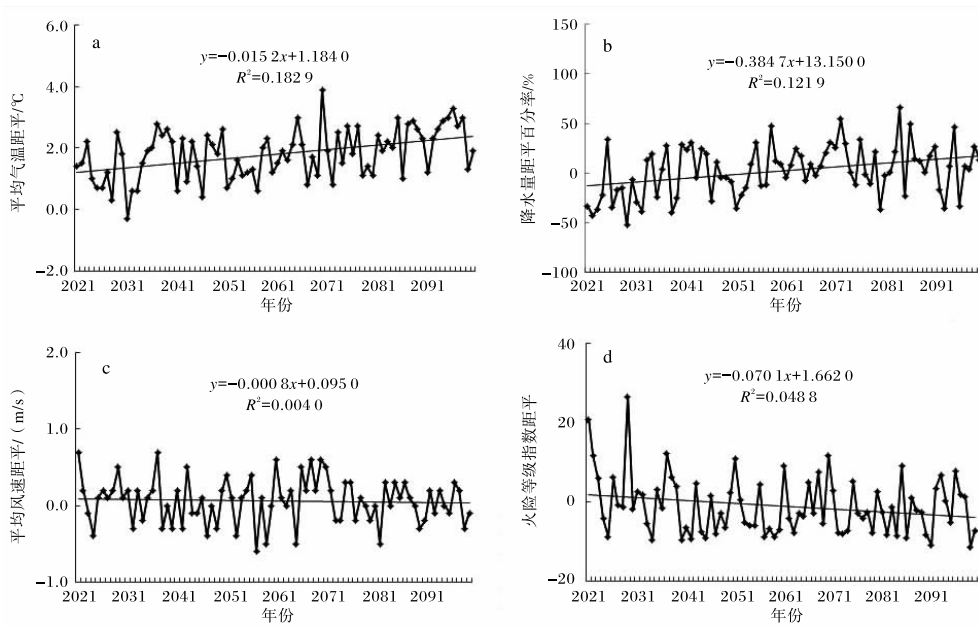 a
y=-0.015 2x+1.184 0
R²=0.182 9
6.0
4.0
2.0
0.0
-2.0
平均气温距平/℃
2021 2031 2041 2051 2061 2071 2081 2091
年份
b
y=-0.384 7x+13.150 0
R²=0.121 9
150
100
50
0
-50
-100
降水量距平百分率/%
2021 2031 2041 2051 2061 2071 2081 2091
年份
c
y=-0.000 8x+0.095 0
R²=0.004 0
2.0
1.0
0.0
-1.0
平均风速距平/(m/s)
2021 2031 2041 2051 2061 2071 2081 2091
年份
d
y=-0.070 1x+1.662 0
R²=0.048 8
40
20
0
-20
火险等级指数距平
2021 2031 2041 2051 2061 2071 2081 2091
年份